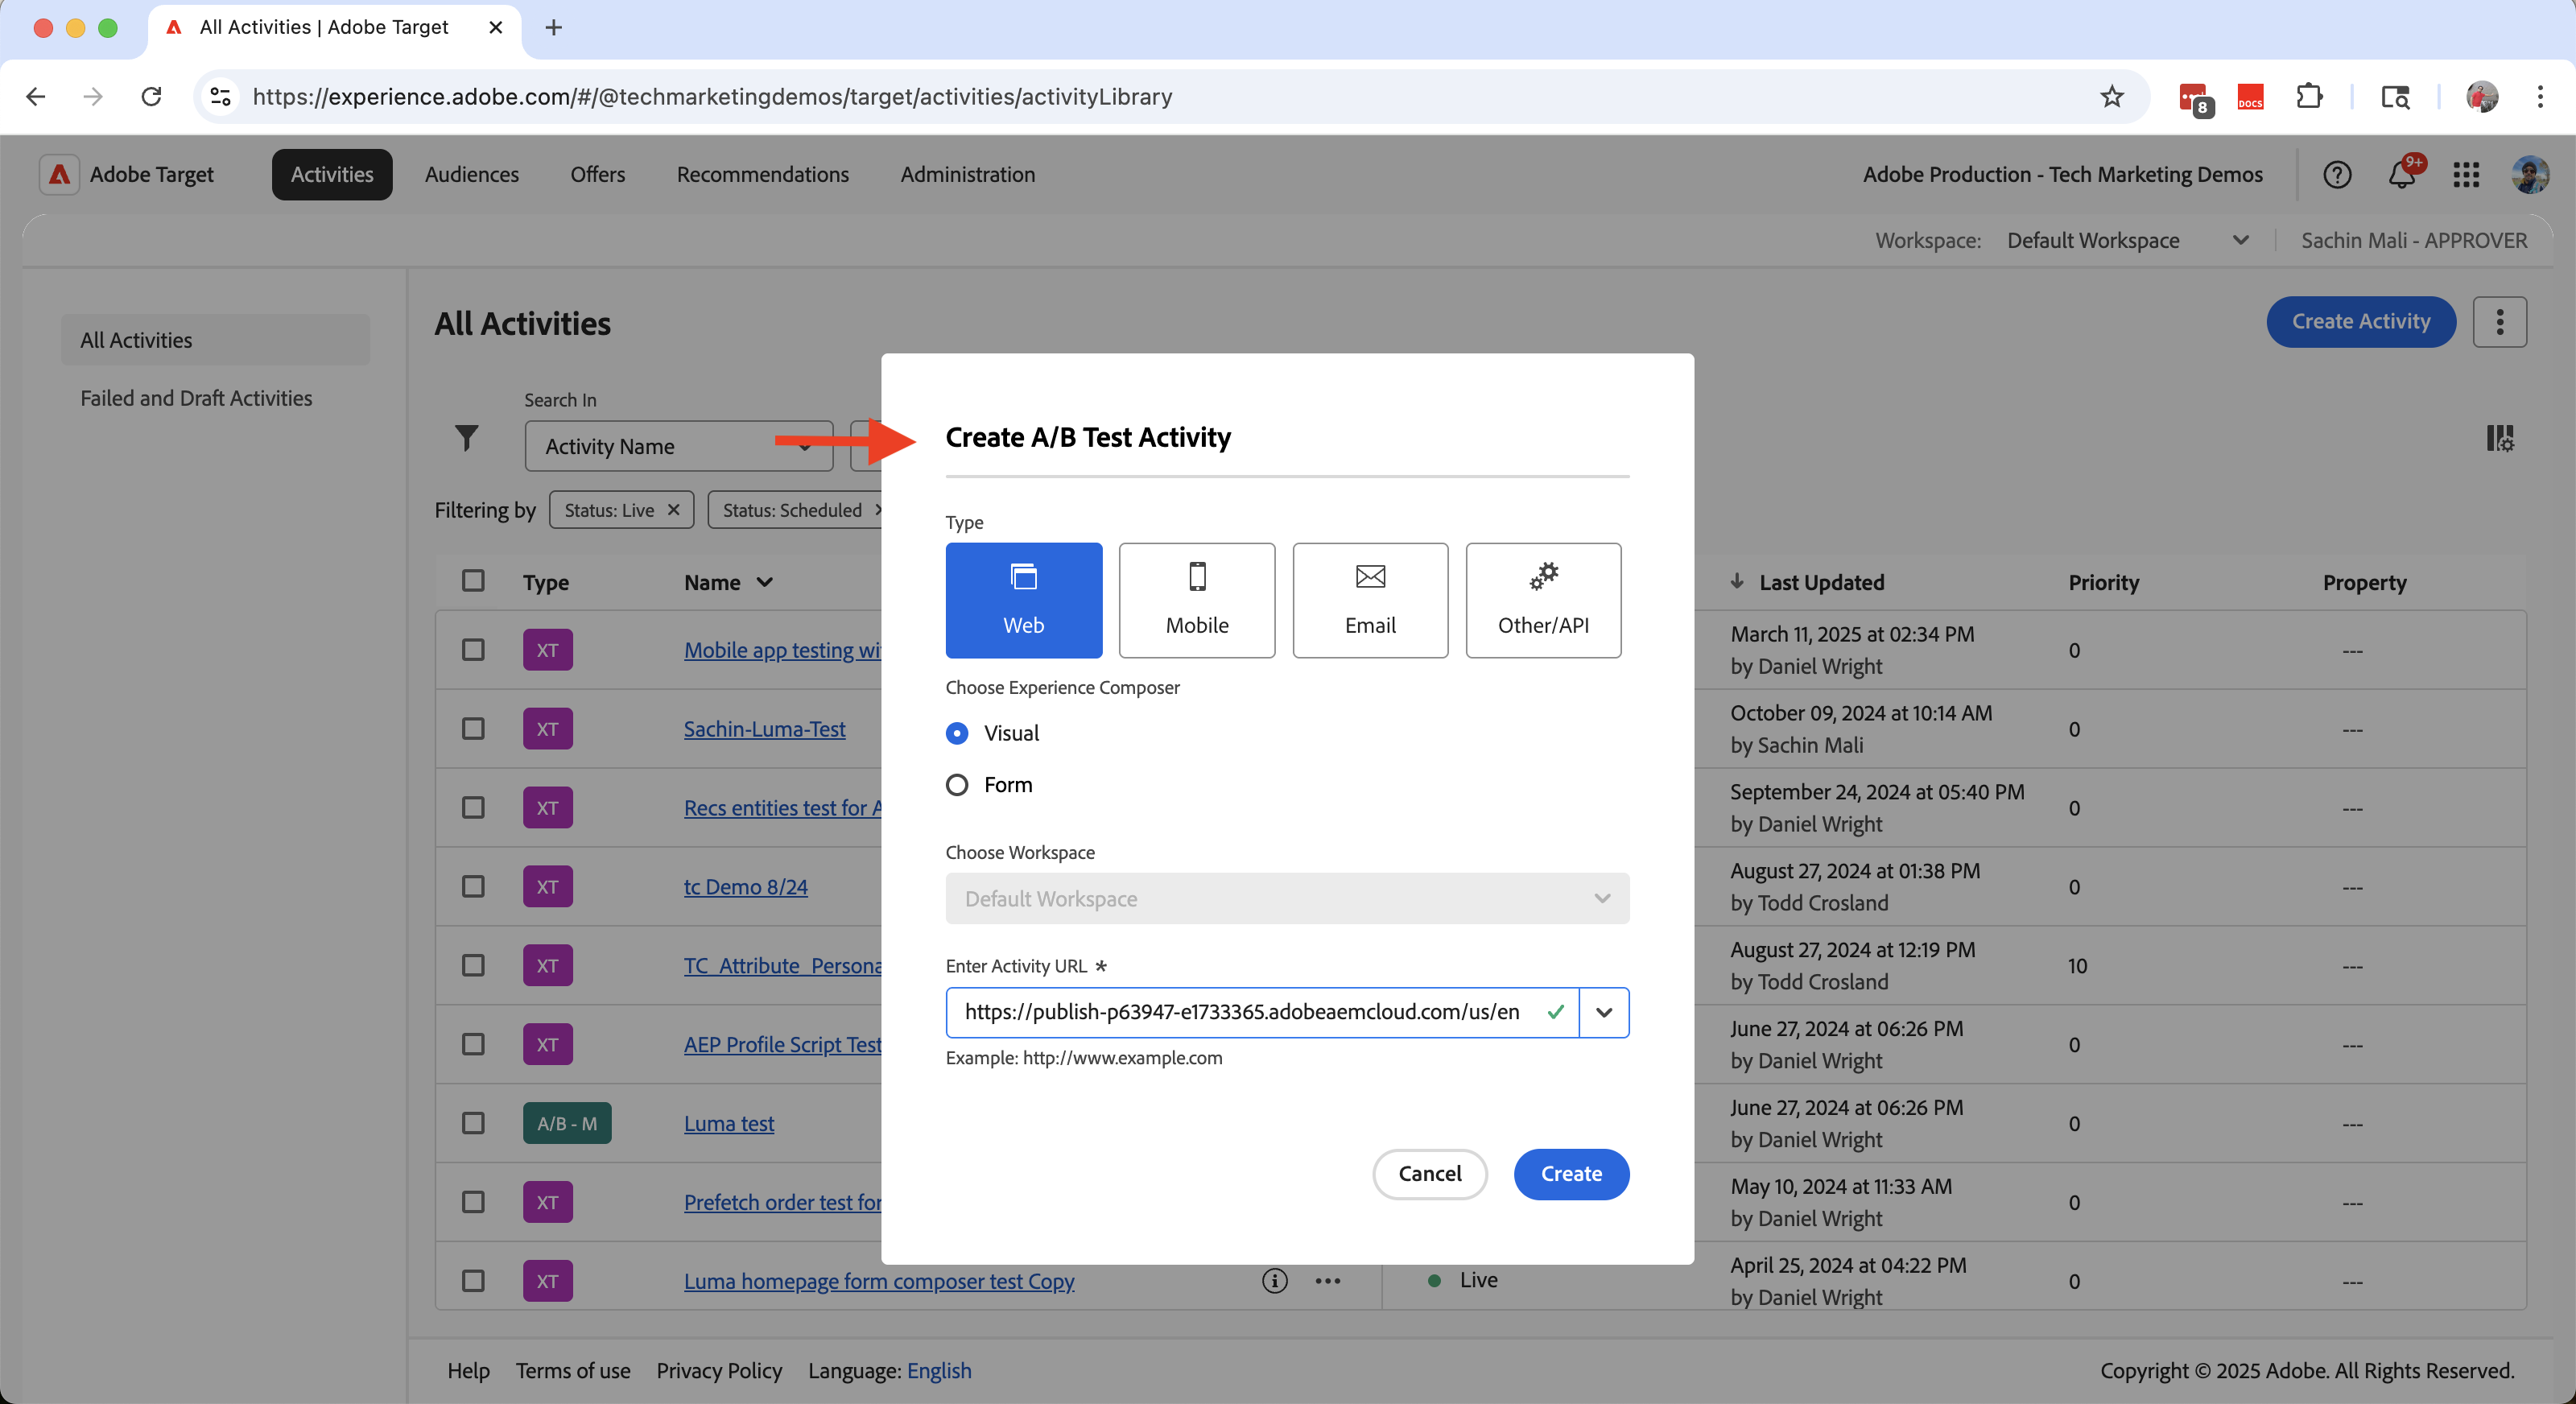 All Activities | Adobe Target
https://experience.adobe.com/#/@techmarketingdemos/target/activities/activityLibrary
8
DOCS
Adobe Target
Activities
Audiences
Offers
Recommendations
Administration
Adobe Production - Tech Marketing Demos
9+
Workspace: Default Workspace
Sachin Mali - APPROVER
All Activities
Failed and Draft Activities
All Activities
Create Activity
Search In
Activity Name
Filtering by
Status: Live
Status: Scheduled
Create A/B Test Activity
Type
Web
Mobile
Email
Other/API
Choose Experience Composer
Visual
Form
Choose Workspace
Default Workspace
Enter Activity URL *
https://publish-p63947-e1733365.adobeaemcloud.com/us/en
Example: http://www.example.com
Cancel
Create
Type Name Last Updated Priority Property
XT Mobile app testing wi March 11, 2025 at 02:34 PM 0 ---
by Daniel Wright
XT Sachin-Luma-Test October 09, 2024 at 10:14 AM 0 ---
by Sachin Mali
XT Recs entities test for A September 24, 2024 at 05:40 PM 0 ---
by Daniel Wright
XT tc Demo 8/24 August 27, 2024 at 01:38 PM 0 ---
by Todd Crosland
XT TC_Attribute_Persona August 27, 2024 at 12:19 PM 10 ---
by Todd Crosland
XT AEP Profile Script Test June 27, 2024 at 06:26 PM 0 ---
by Daniel Wright
A/B - M Luma test June 27, 2024 at 06:26 PM 0 ---
by Daniel Wright
XT Prefetch order test for May 10, 2024 at 11:33 AM 0 ---
by Daniel Wright
XT Luma homepage form composer test Copy Live April 25, 2024 at 04:22 PM 0 ---
by Daniel Wright
Help Terms of use Privacy Policy Language: English
Copyright © 2025 Adobe. All Rights Reserved.